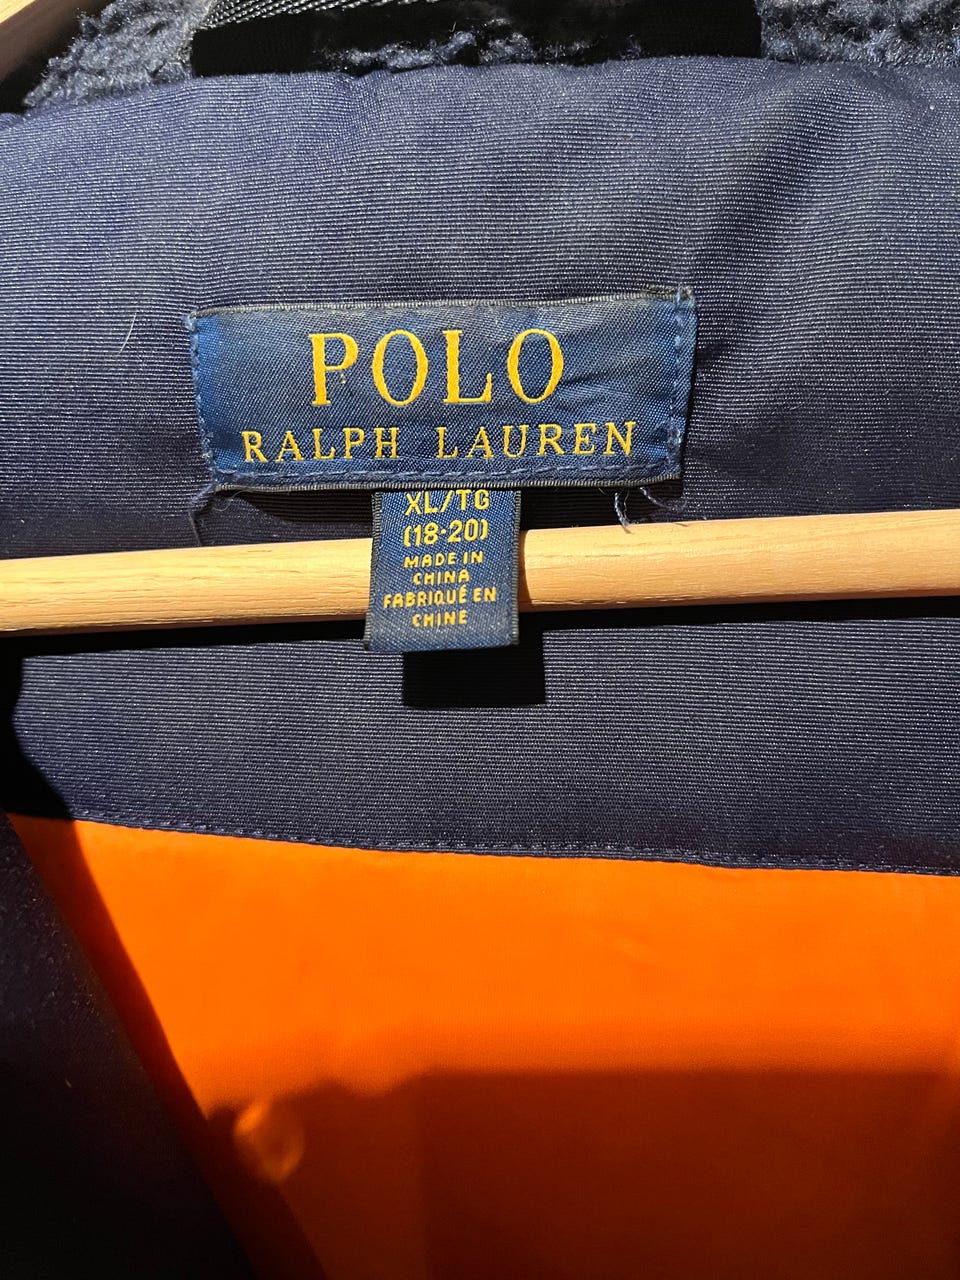 POLO
RALPH LAUREN
XL/TG
(18-20)
MADE IN
CHINA
FABRIQUÉ EN
CHINE